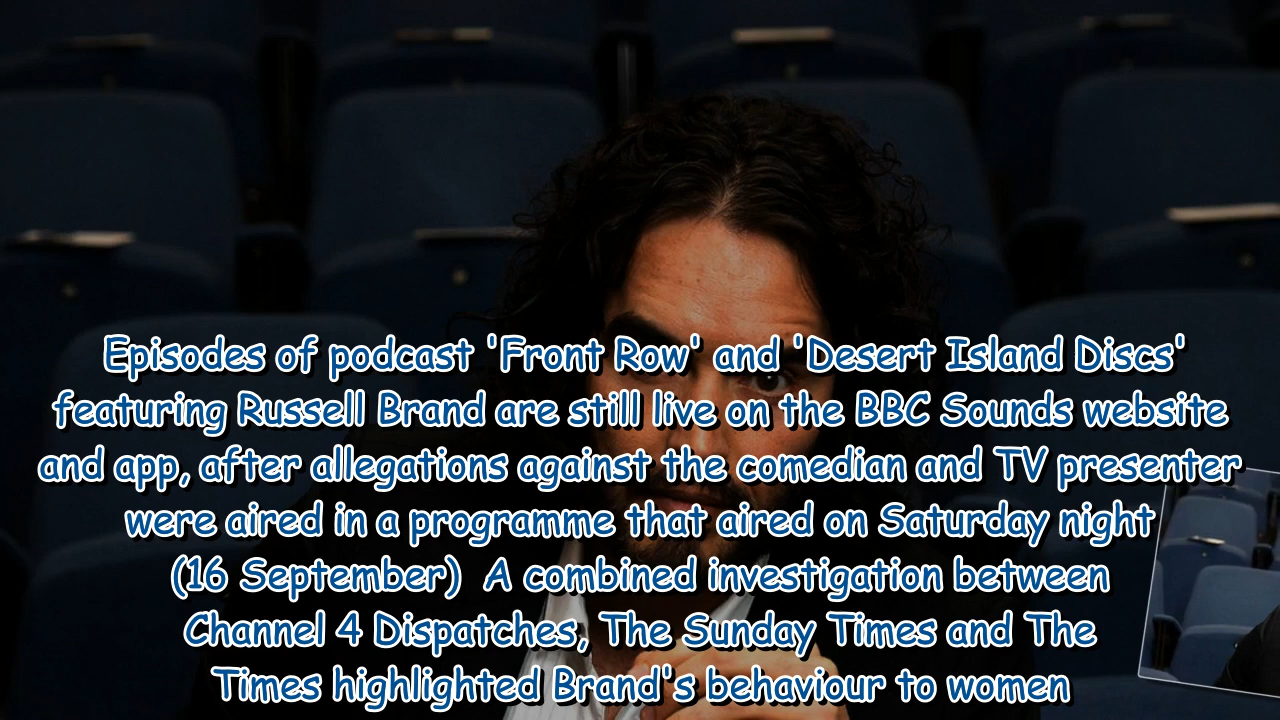 Episodes of podcast 'Front Row' and 'Desert Island Discs'
featuring Russell Brand are still live on the BBC Sounds website
and app, after allegations against the comedian and TV presenter
were aired in a programme that aired on Saturday night
(16 September)  A combined investigation between
Channel 4 Dispatches, The Sunday Times and The
Times highlighted Brand's behaviour to women